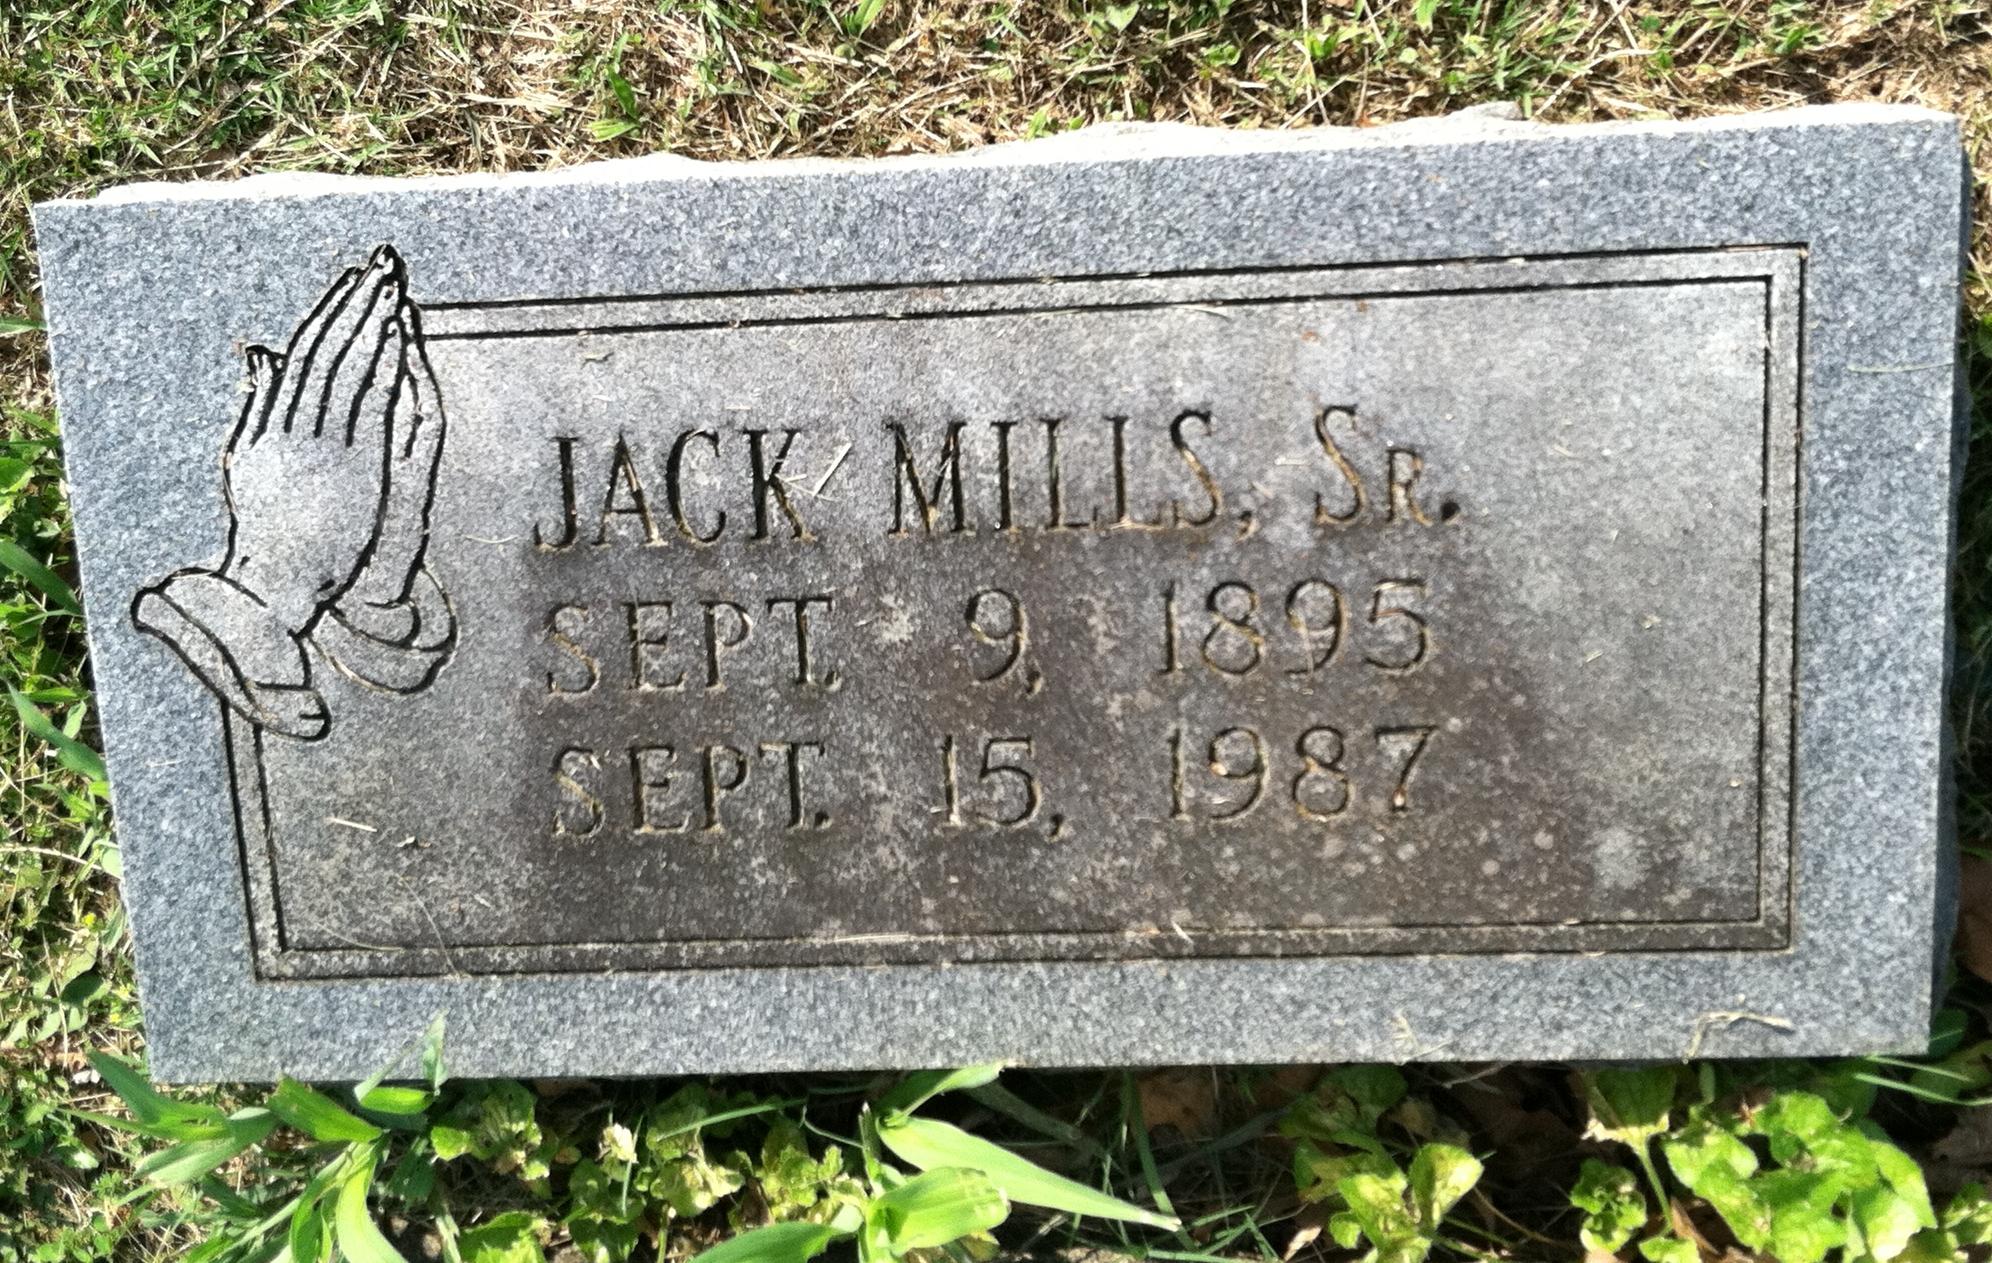 JACK MILLS, SR.
SEPT. 9, 1895
SEPT. 15, 1987